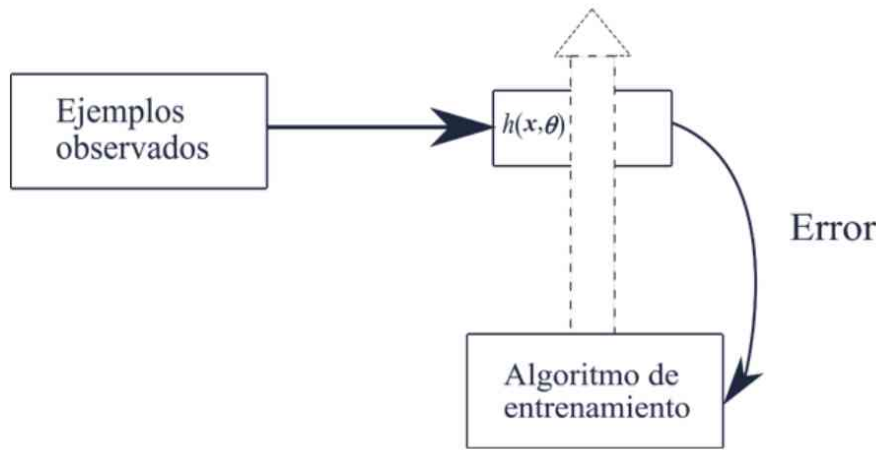 Ejemplos
observados
h(x,θ)
Error
Algoritmo de
entrenamiento